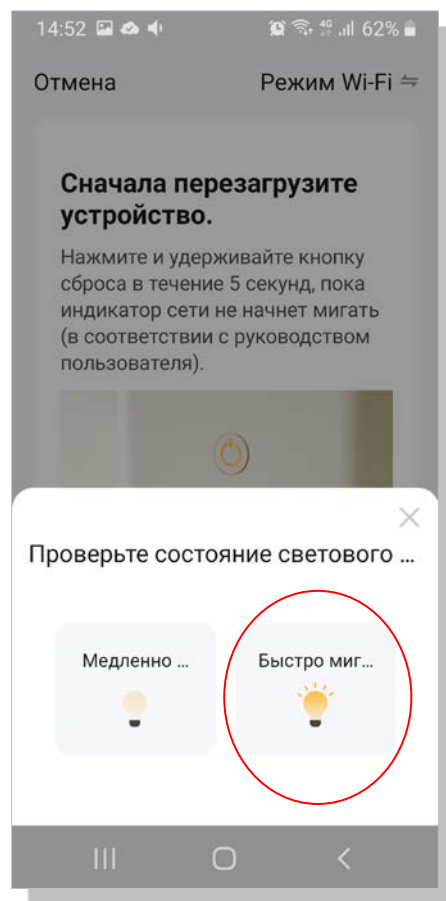 14:52 4G 62%
Отмена Режим Wi-Fi
Сначала перезагрузите
устройство.
Нажмите и удерживайте кнопку
сброса в течение 5 секунд, пока
индикатор сети не начнет мигать
(в соответствии с руководством
пользователя).
Проверьте состояние светового ...
Медленно ... Быстро миг...